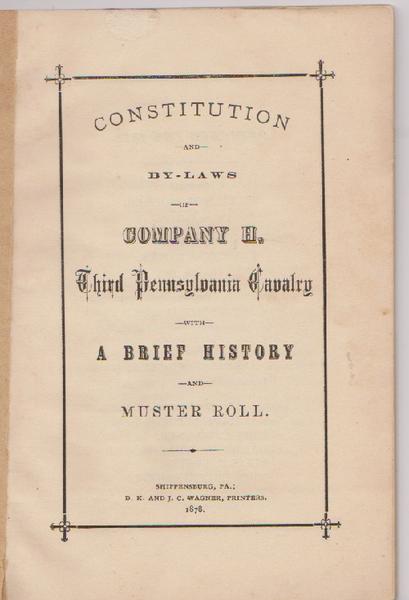 CONSTITUTION
AND
BY-LAWS
—OF—
COMPANY H.
Third Pennsylvania Cavalry
—WITH—
A BRIEF HISTORY
—AND—
MUSTER ROLL.
SHIPPENSBURG, PA.;
D. K. AND J. C. WAGNER, PRINTERS.
1878.